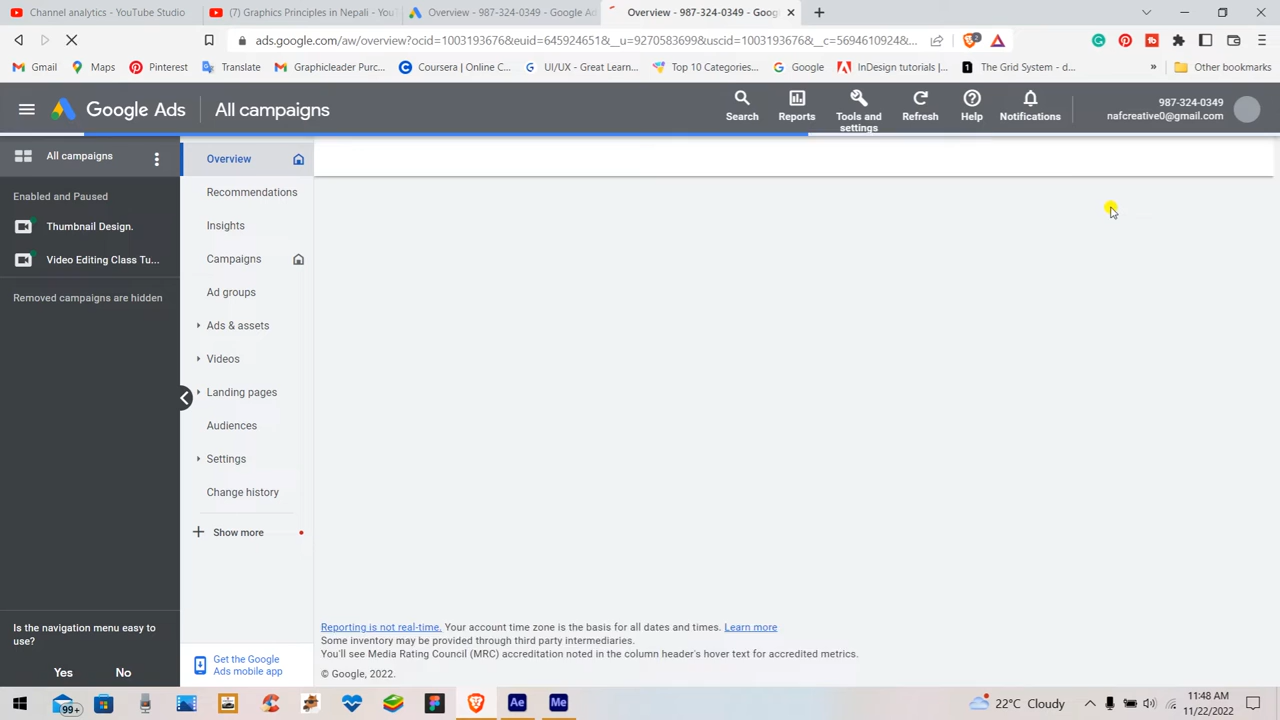 Channel analytics - YouTube Studio
(7) Graphics Principles in Nepali - You
Overview - 987-324-0349 - Google Ad
Overview - 987-324-0349 - Goog
ads.google.com/aw/overview?ocid=1003193676&euid=645924651&__u=9270583699&uscid=1003193676&__c=5694610924&...
2
Gmail
Maps
Pinterest
Translate
Graphicleader Purc...
Coursera | Online C...
UI/UX - Great Learn...
Top 10 Categories...
Google
InDesign tutorials |...
1
The Grid System - d...
»
Other bookmarks
Google Ads
All campaigns
Search
Reports
Tools and
settings
Refresh
Help
Notifications
987-324-0349
nafcreative0@gmail.com
All campaigns
Enabled and Paused
Thumbnail Design.
Video Editing Class Tu...
Removed campaigns are hidden
Is the navigation menu easy to
use?
Yes
No
Overview
Recommendations
Insights
Campaigns
Ad groups
Ads & assets
Videos
Landing pages
Audiences
Settings
Change history
Show more
Get the Google
Ads mobile app
Reporting is not real-time. Your account time zone is the basis for all dates and times. Learn more
Some inventory may be provided through third party intermediaries.
You'll see Media Rating Council (MRC) accreditation noted in the column header's hover text for accredited metrics.
© Google, 2022.
99+
Ae
Me
22°C Cloudy
11:48 AM
11/22/2022